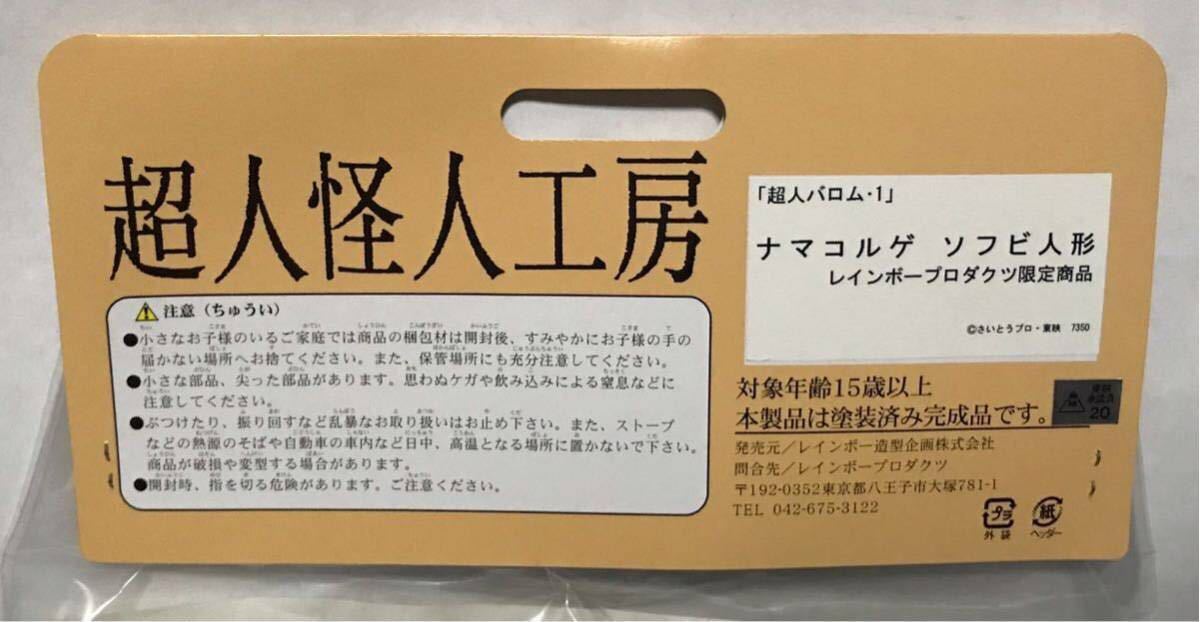 超人怪人工房
注意（ちゅうい）
●小さなお子様のいるご家庭では商品の梱包材は開封後、すみやかにお子様の手の
届かない場所へお捨てください。また、保管場所にも充分注意してください。
●小さな部品、尖った部品があります。思わぬケガや飲み込みによる窒息などに
注意してください。
●ぶつけたり、振り回すなど乱暴なお取り扱いはお止め下さい。また、ストーブ
などの熱源のそばや自動車の車内など日中、高温となる場所に置かないで下さい。
商品が破損や変型する場合があります。
●開封時、指を切る危険があります。ご注意ください。
「超人バロム・1」
ナマコルゲ ソフビ人形
レインボープロダクツ限定商品
©さいとうプロ・東映 7350
対象年齢15歳以上
本製品は塗装済み完成品です。
20
発売元／レインボー造型企画株式会社
問合先／レインボープロダクツ
〒192-0352東京都八王子市大塚781-1
TEL 042-675-3122
プラ
外袋
紙
ヘッダー